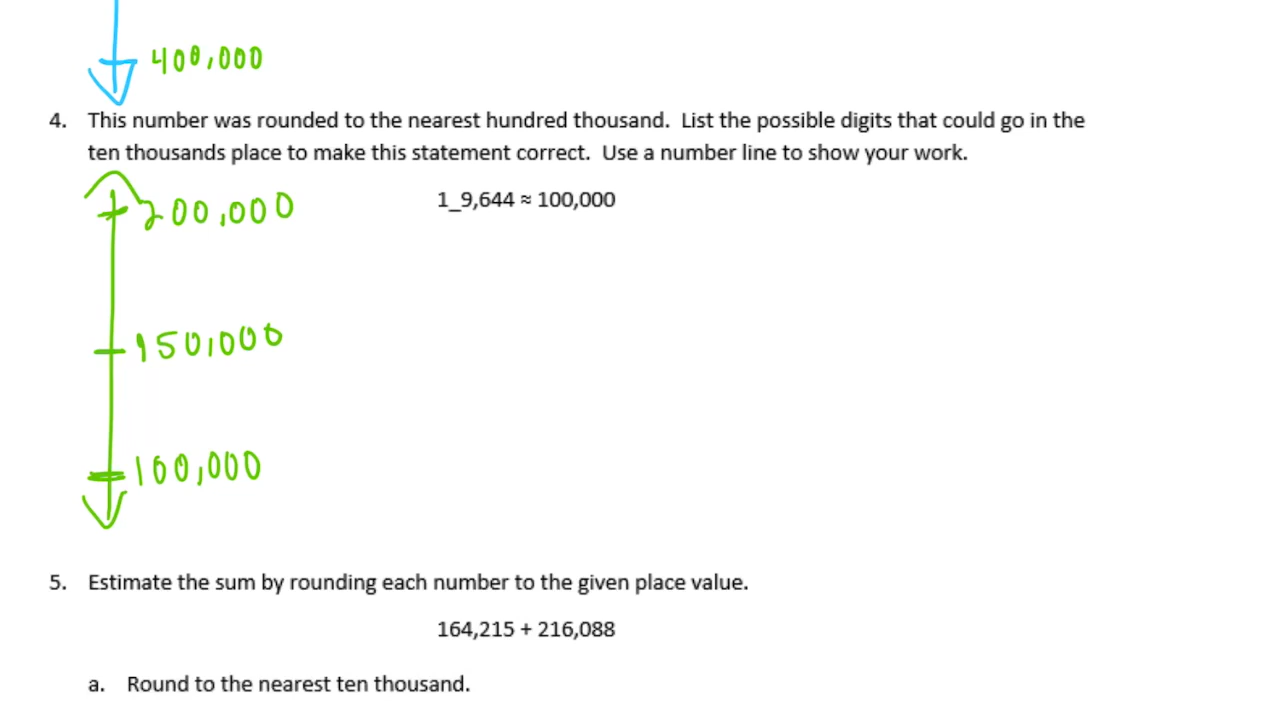 400,000
4. This number was rounded to the nearest hundred thousand. List the possible digits that could go in the
ten thousands place to make this statement correct. Use a number line to show your work.
200,000
1_9,644 ≈ 100,000
150,000
100,000
5. Estimate the sum by rounding each number to the given place value.
164,215 + 216,088
a. Round to the nearest ten thousand.